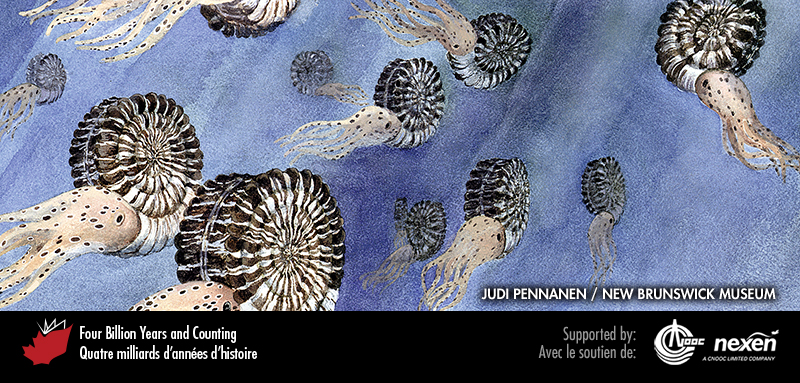 JUDI PENNANEN / NEW BRUNSWICK MUSEUM
Four Billion Years and Counting
Quatre milliards d'années d'histoire
Supported by:
Avec le soutien de:
CNOOC
nexen
A CNOOC LIMITED COMPANY